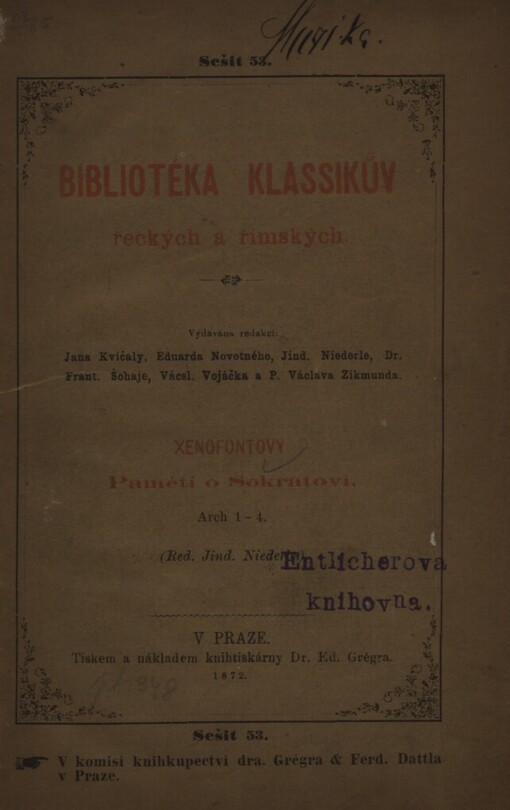 Sešit 53.
BIBLIOTÉKA KLASSIKŮV
řeckých a římských.
Vydávána redakcí:
Jana Kvíčaly, Eduarda Novotného, Jind. Niederle, Dr.
Frant. Šohaje, Vácsl. Vojáčka a P. Václava Zikmunda.
XENOFONTOVY
Paměti o Sokratovi.
Arch 1-4.
(Red. Jind. Niederle)
Entlicherova
knihovna.
V PRAZE.
Tiskem a nákladem knihtiskárny Dr. Ed. Grégra.
1872.
Sešit 53.
V komisi knihkupectví dra. Grégra & Ferd. Dattla
v Praze.